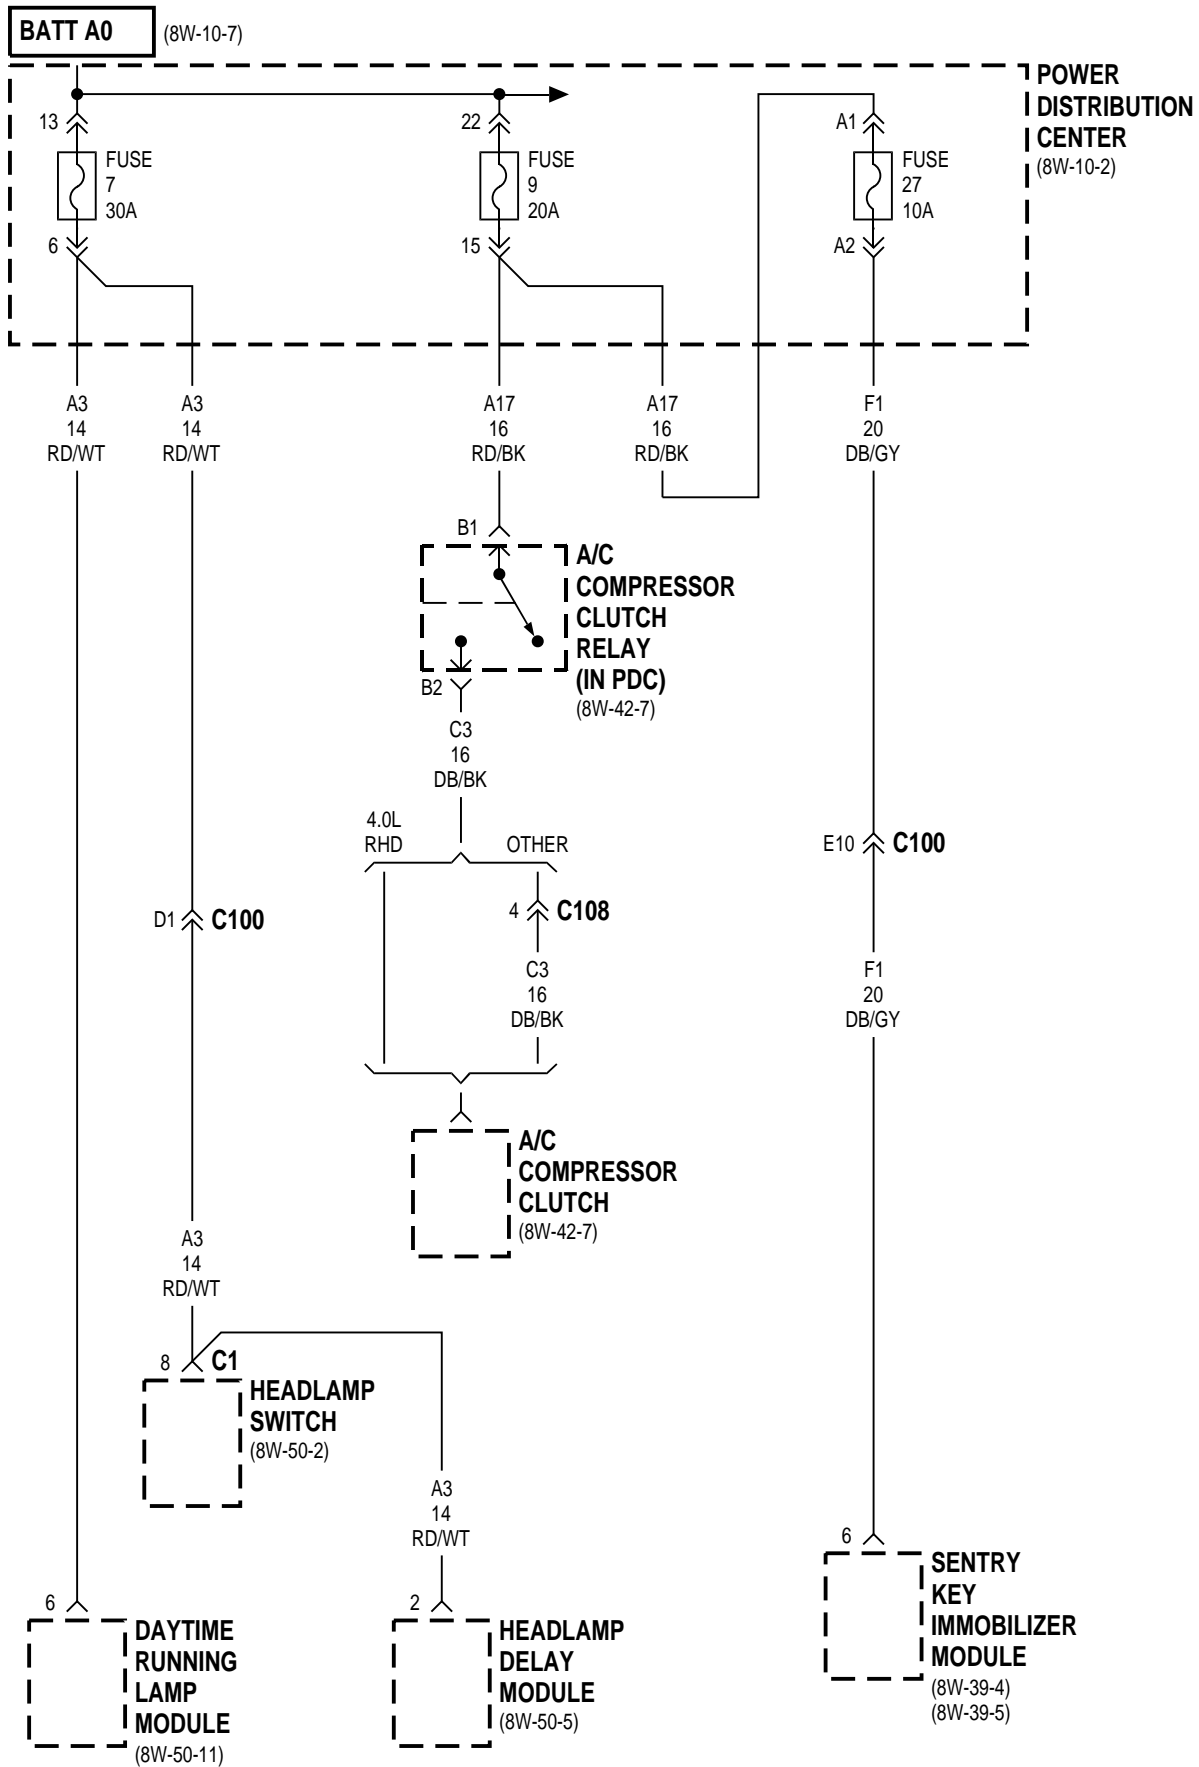 BATT A0
(8W-10-7)
POWER
DISTRIBUTION
CENTER
(8W-10-2)
13
FUSE
7
30A
6
22
FUSE
9
20A
15
A1
FUSE
27
10A
A2
A3
14
RD/WT
A3
14
RD/WT
A17
16
RD/BK
A17
16
RD/BK
F1
20
DB/GY
B1
A/C
COMPRESSOR
CLUTCH
RELAY
(IN PDC)
(8W-42-7)
B2
C3
16
DB/BK
4.0L
RHD
OTHER
E10
C100
4
C108
D1
C100
C3
16
DB/BK
F1
20
DB/GY
A/C
COMPRESSOR
CLUTCH
(8W-42-7)
A3
14
RD/WT
8
C1
HEADLAMP
SWITCH
(8W-50-2)
A3
14
RD/WT
6
SENTRY
KEY
IMMOBILIZER
MODULE
(8W-39-4)
(8W-39-5)
6
DAYTIME
RUNNING
LAMP
MODULE
(8W-50-11)
2
HEADLAMP
DELAY
MODULE
(8W-50-5)